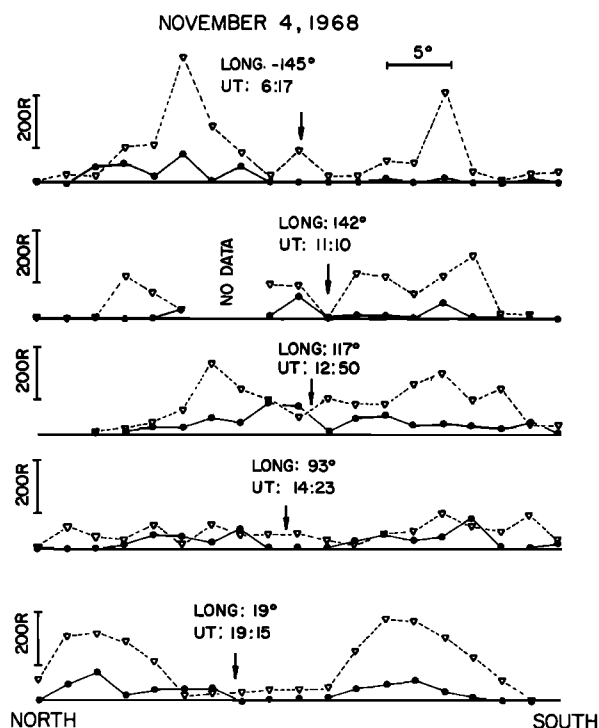 NOVEMBER 4, 1968
LONG. -145°
UT: 6:17
5°
200R
LONG: 142°
UT: 11:10
200R
NO DATA
LONG: 117°
UT: 12:50
200R
LONG: 93°
UT: 14:23
200R
LONG: 19°
UT: 19:15
200R
NORTH
SOUTH